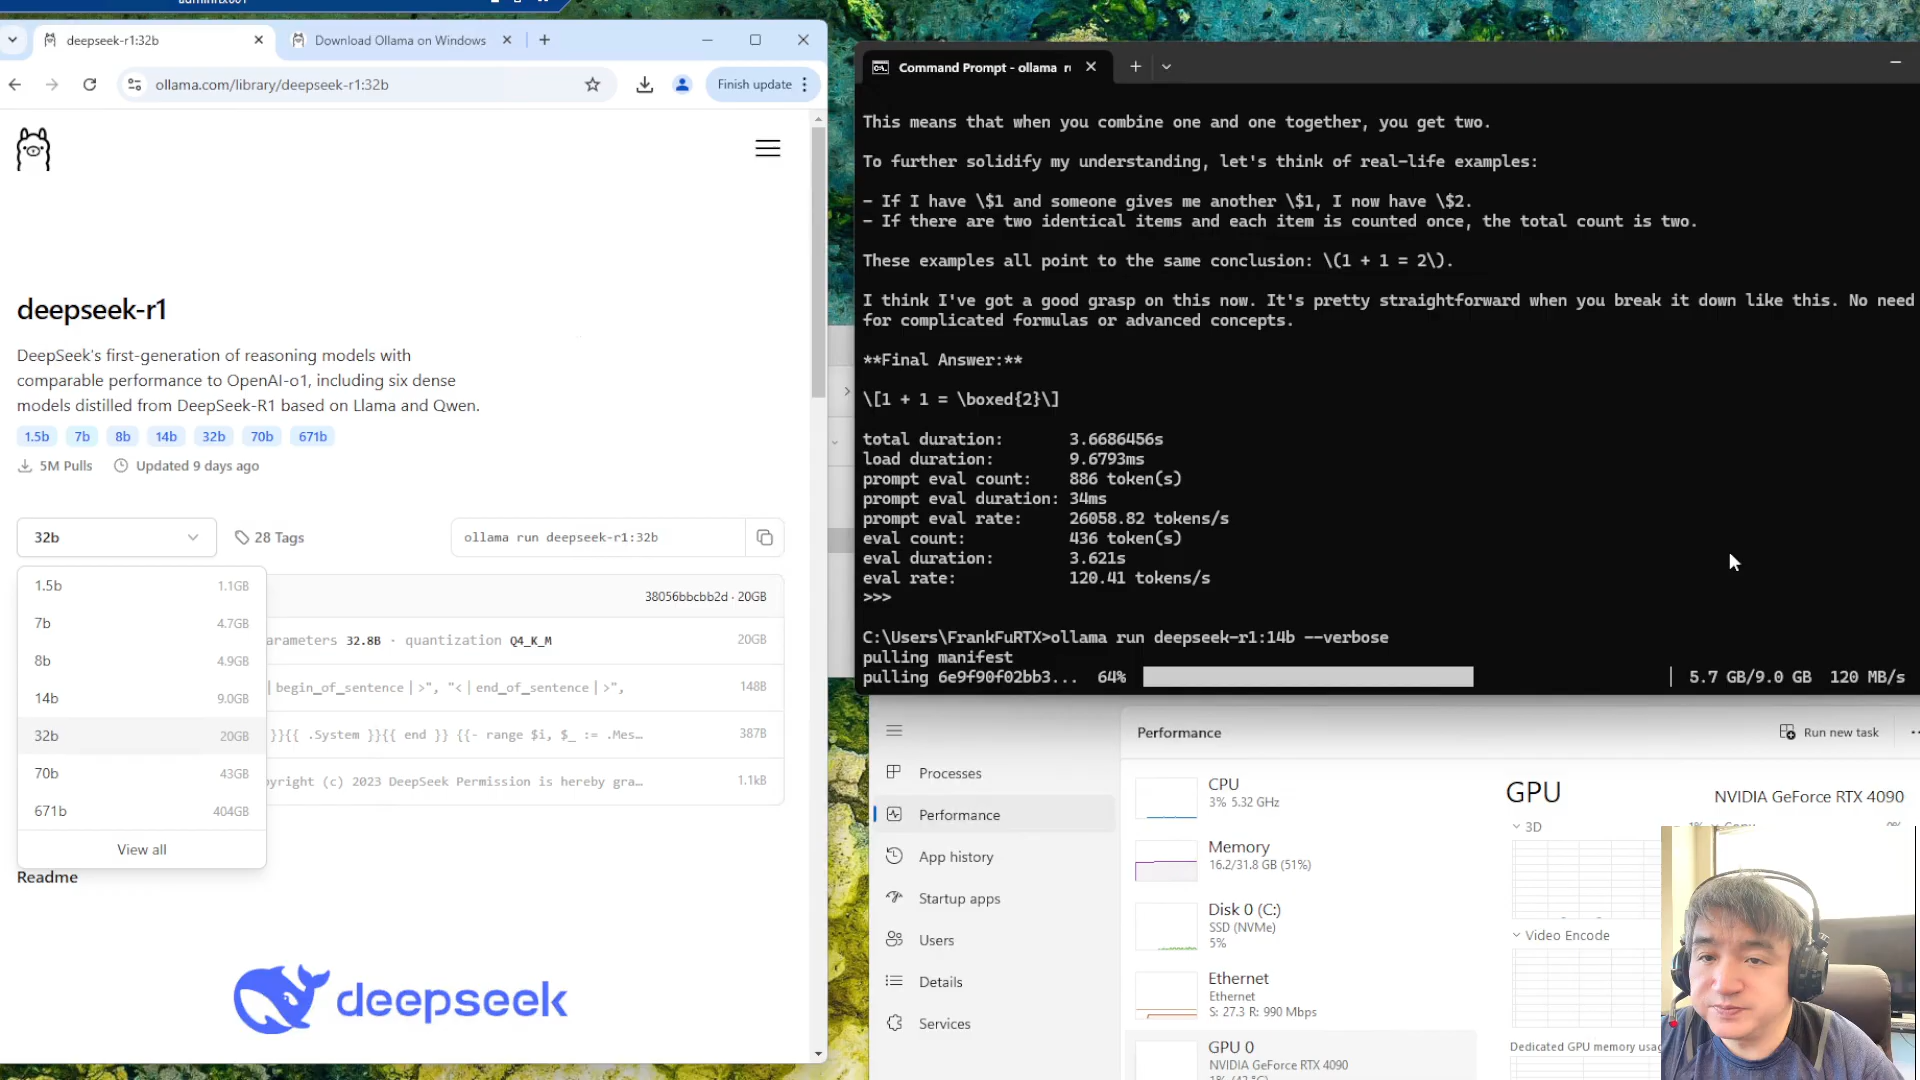 deepseek-r1:32b
Download Ollama on Windows
ollama.com/library/deepseek-r1:32b
Finish update
deepseek-r1
DeepSeek's first-generation of reasoning models with
comparable performance to OpenAI-o1, including six dense
models distilled from DeepSeek-R1 based on Llama and Qwen.
1.5b 7b 8b 14b 32b 70b 671b
5M Pulls Updated 9 days ago
32b 28 Tags ollama run deepseek-r1:32b
38056bbcbb2d · 20GB
1.5b 1.1GB
7b 4.7GB
8b 4.9GB
14b 9.0GB
32b 20GB
70b 43GB
671b 404GB
View all
arameters 32.8B · quantization Q4_K_M 20GB
begin_of_sentence|>", "<|end_of_sentence|>", 148B
}}{{ .System }}{{ end }} {{- range $i, $_ := .Mes… 387B
yright (c) 2023 DeepSeek Permission is hereby gra… 1.1kB
Readme
deepseek
Command Prompt - ollama
This means that when you combine one and one together, you get two.
To further solidify my understanding, let's think of real-life examples:
- If I have \$1 and someone gives me another \$1, I now have \$2.
- If there are two identical items and each item is counted once, the total count is two.
These examples all point to the same conclusion: \(1 + 1 = 2\).
I think I've got a good grasp on this now. It's pretty straightforward when you break it down like this. No need
for complicated formulas or advanced concepts.
**Final Answer:**
\[1 + 1 = \boxed{2}\]
total duration: 3.6686456s
load duration: 9.6793ms
prompt eval count: 886 token(s)
prompt eval duration: 34ms
prompt eval rate: 26058.82 tokens/s
eval count: 436 token(s)
eval duration: 3.621s
eval rate: 120.41 tokens/s
>>>
C:\Users\FrankFuRTX>ollama run deepseek-r1:14b --verbose
pulling manifest
pulling 6e9f90f02bb3... 64% 5.7 GB/9.0 GB 120 MB/s
Performance
Run new task
Processes
Performance
App history
Startup apps
Users
Details
Services
CPU
3% 5.32 GHz
Memory
16.2/31.8 GB (51%)
Disk 0 (C:)
SSD (NVMe)
5%
Ethernet
Ethernet
S: 27.3 R: 990 Mbps
GPU 0
NVIDIA GeForce RTX 4090
GPU
NVIDIA GeForce RTX 4090
3D
Video Encode
Dedicated GPU memory usag